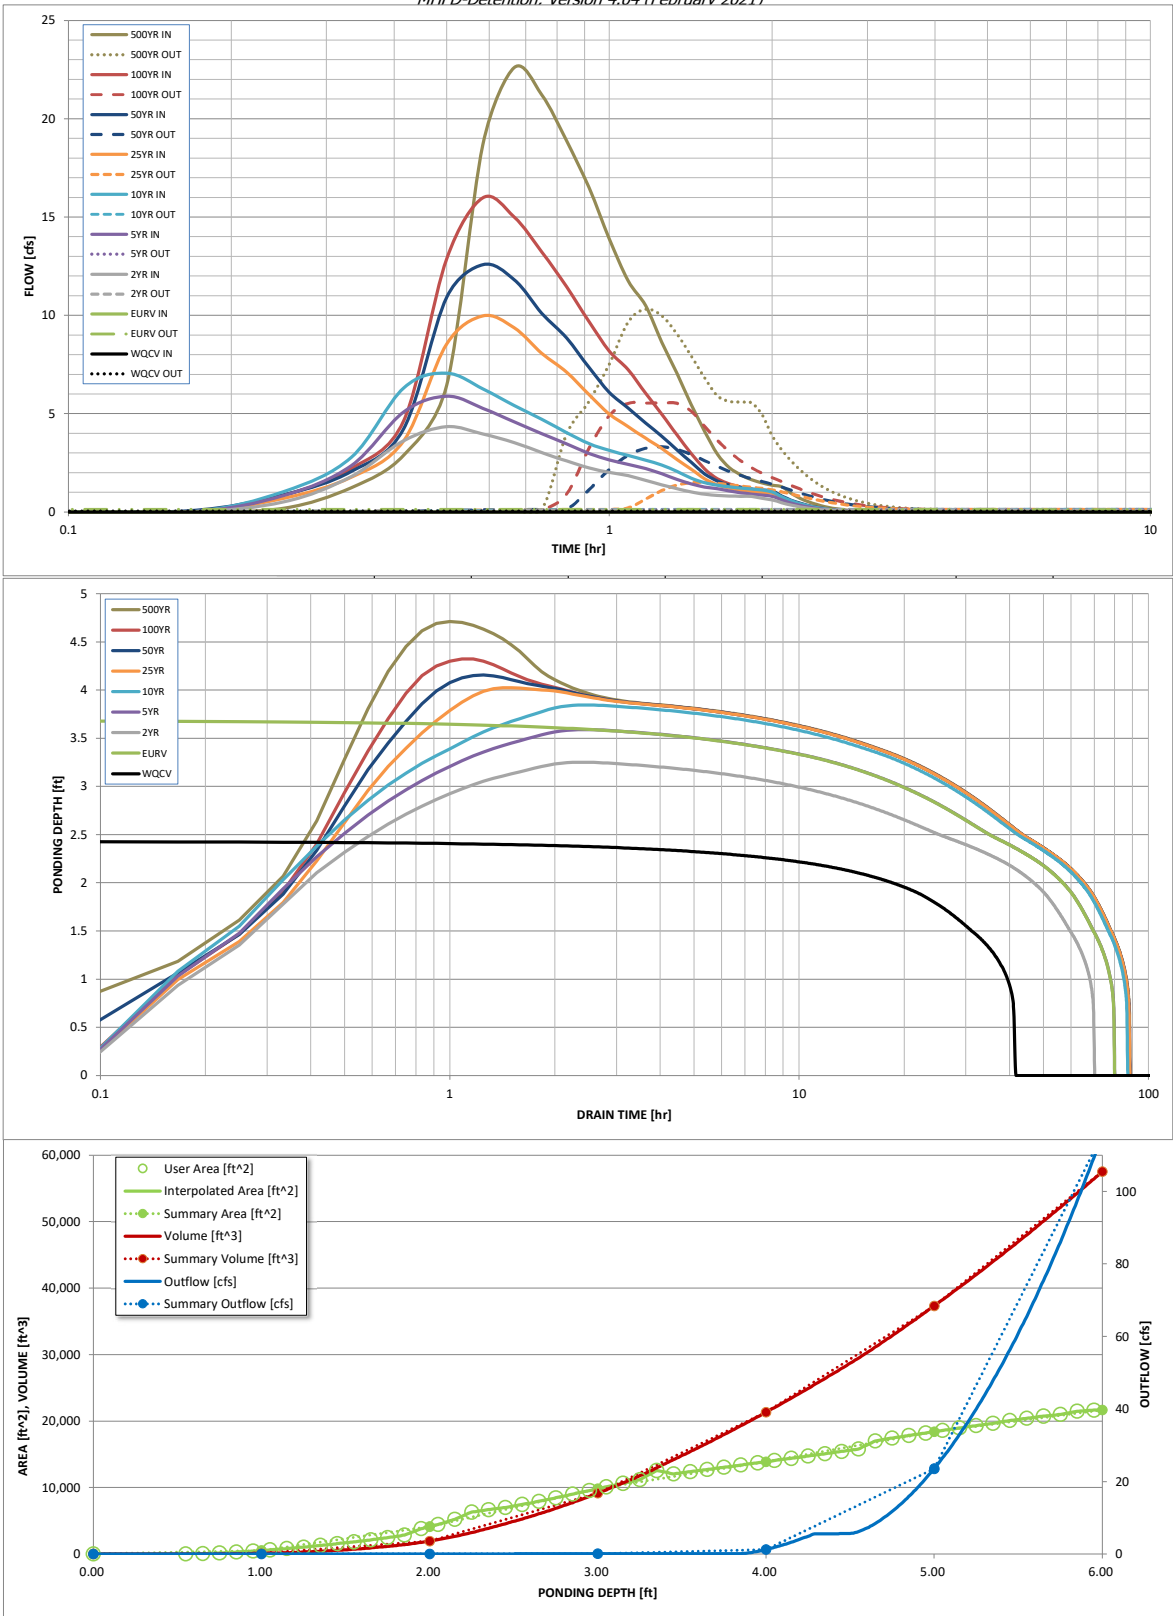 MHFD-Detention, Version 4.04 (February 2021)
25
20
15
10
5
0
FLOW [cfs]
500YR IN
500YR OUT
100YR IN
100YR OUT
50YR IN
50YR OUT
25YR IN
25YR OUT
10YR IN
10YR OUT
5YR IN
5YR OUT
2YR IN
2YR OUT
EURV IN
EURV OUT
WQCV IN
WQCV OUT
0.1
1
10
TIME [hr]
5
4.5
4
3.5
3
2.5
2
1.5
1
0.5
0
PONDING DEPTH [ft]
500YR
100YR
50YR
25YR
10YR
5YR
2YR
EURV
WQCV
0.1
1
10
100
DRAIN TIME [hr]
60,000
50,000
40,000
30,000
20,000
10,000
0
AREA [ft^2], VOLUME [ft^3]
User Area [ft^2]
Interpolated Area [ft^2]
Summary Area [ft^2]
Volume [ft^3]
Summary Volume [ft^3]
Outflow [cfs]
Summary Outflow [cfs]
100
80
60
40
20
0
OUTFLOW [cfs]
0.00
1.00
2.00
3.00
4.00
5.00
6.00
PONDING DEPTH [ft]